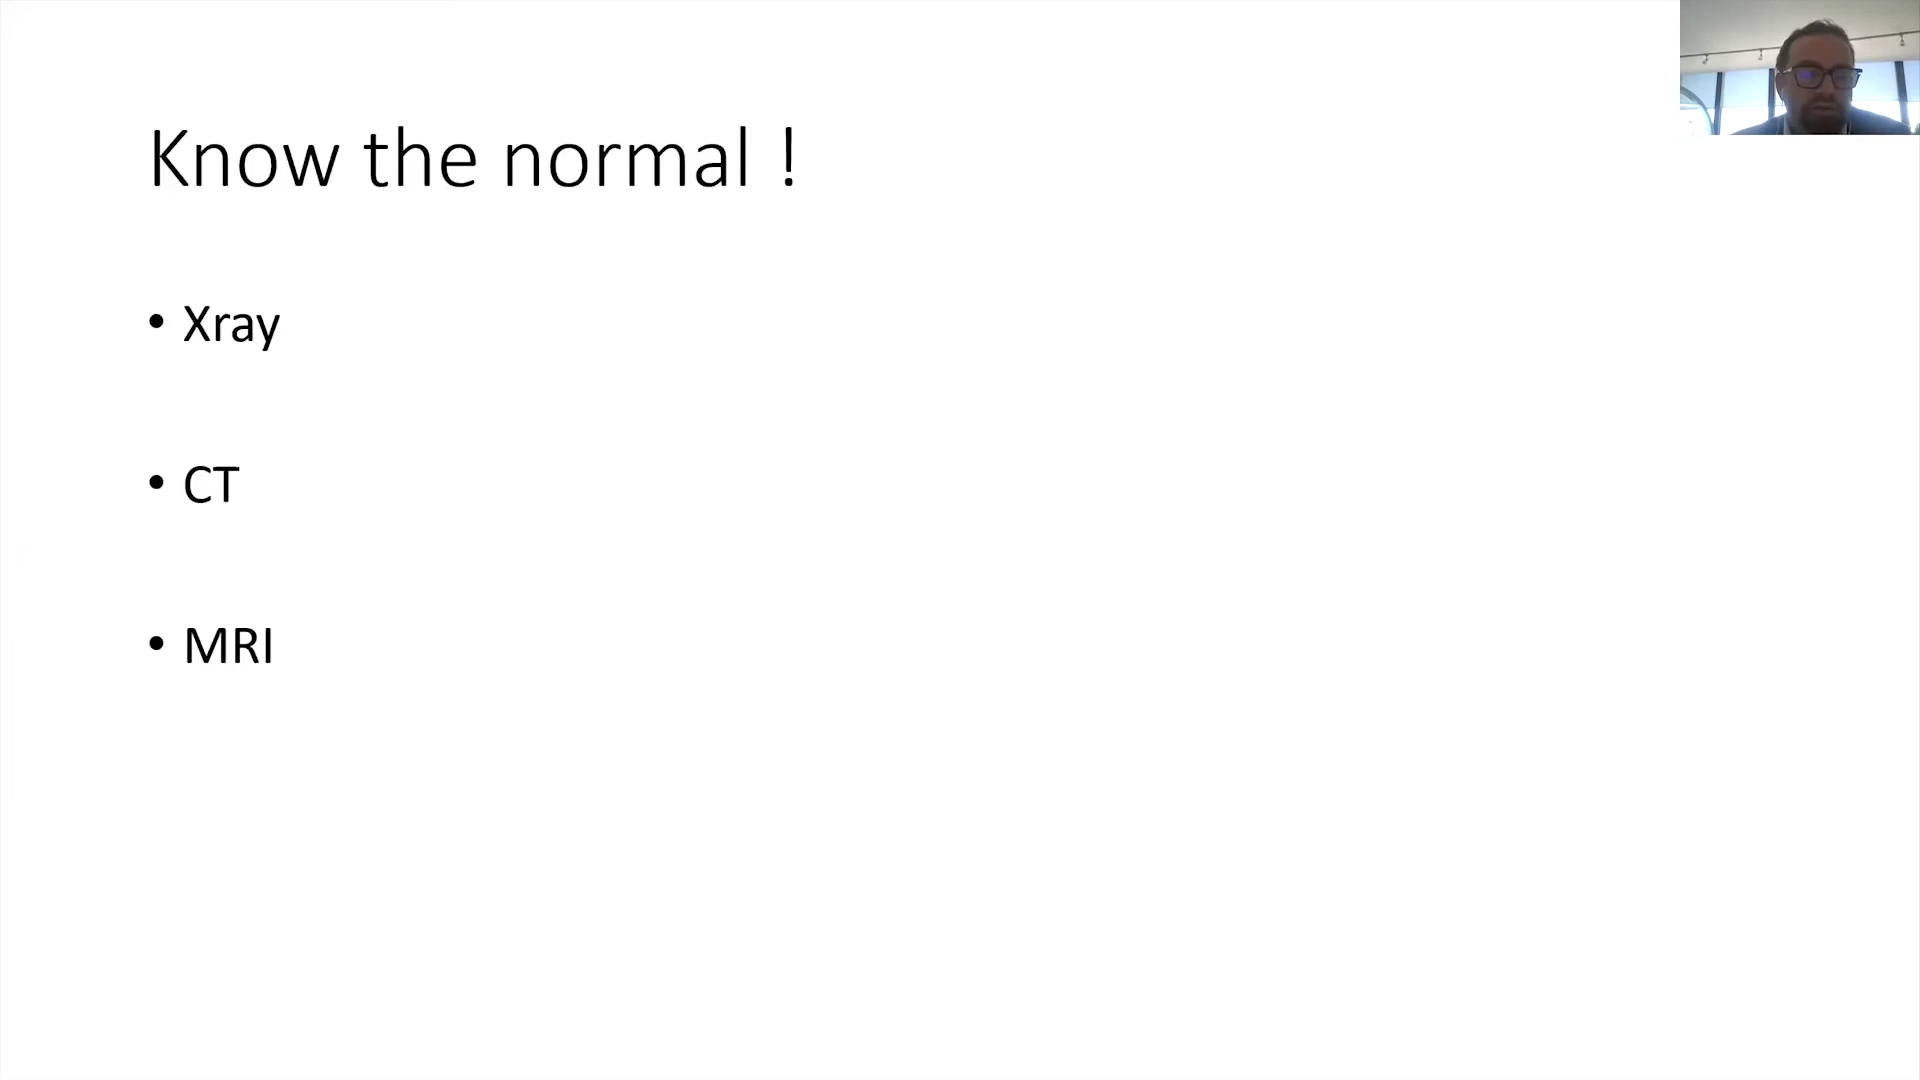 Know the normal !
• Xray
• CT
• MRI